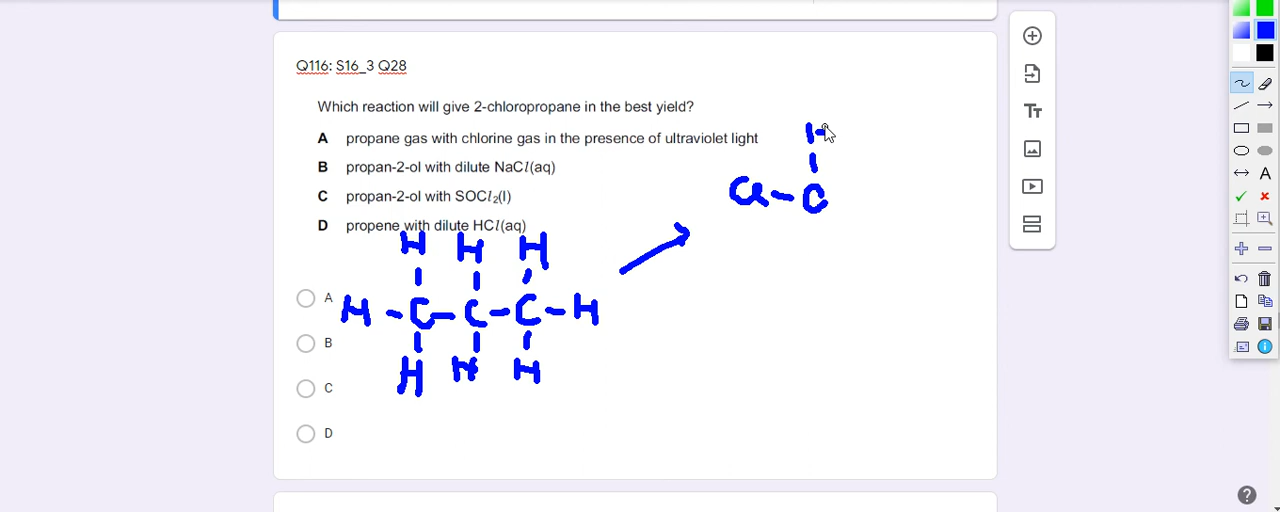 Q116: S16_3 Q28
Which reaction will give 2-chloropropane in the best yield?
A propane gas with chlorine gas in the presence of ultraviolet light
B propan-2-ol with dilute NaCl(aq)
C propan-2-ol with SOCl₂(l)
D propene with dilute HCl(aq)
H
Cl-C
H H H
H-C-C-C-H
H H H
A
B
C
D
Tт
A